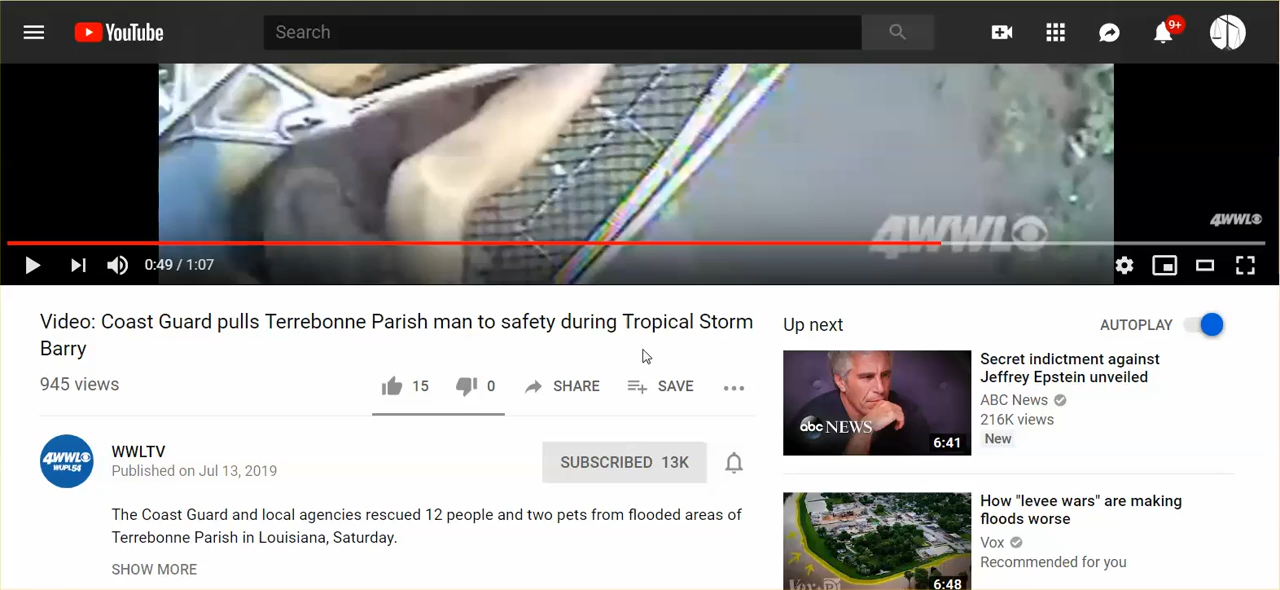 YouTube
Search
9+
4WWL
4WWL
0:49 / 1:07
Video: Coast Guard pulls Terrebonne Parish man to safety during Tropical Storm
Barry
945 views
15
0
SHARE
SAVE
4WWL
WUPL54
WWLTV
Published on Jul 13, 2019
SUBSCRIBED 13K
The Coast Guard and local agencies rescued 12 people and two pets from flooded areas of
Terrebonne Parish in Louisiana, Saturday.
SHOW MORE
Up next
AUTOPLAY
abc NEWS
6:41
Secret indictment against
Jeffrey Epstein unveiled
ABC News
216K views
New
Vox
6:48
How "levee wars" are making
floods worse
Vox
Recommended for you